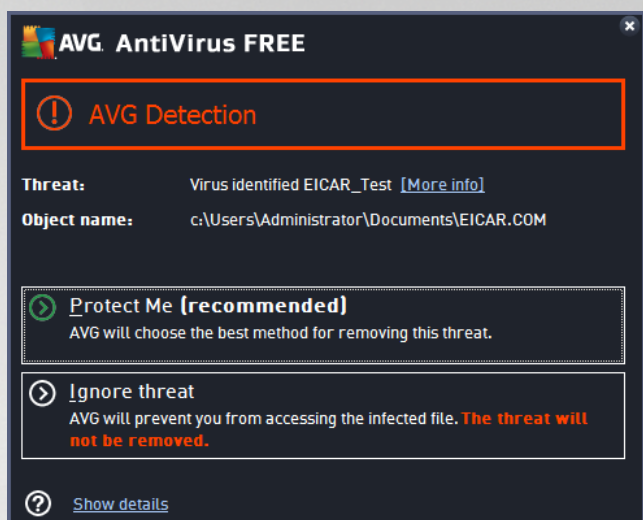 AVG. AntiVirus FREE
AVG Detection
Threat: Virus identified EICAR_Test [More info]
Object name: c:\Users\Administrator\Documents\EICAR.COM
Protect Me (recommended)
AVG will choose the best method for removing this threat.
Ignore threat
AVG will prevent you from accessing the infected file. The threat will
not be removed.
Show details